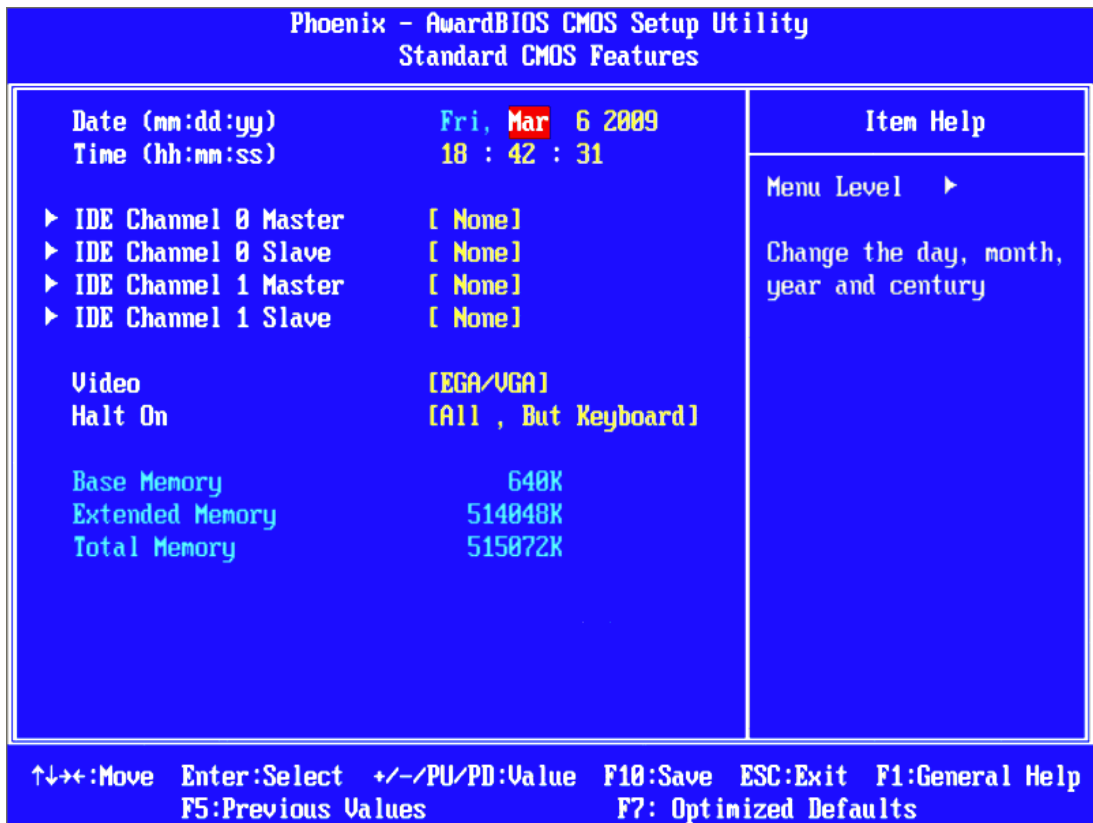 Phoenix - AwardBIOS CMOS Setup Utility
Standard CMOS Features
Date (mm:dd:yy) Fri, Mar 6 2009
Time (hh:mm:ss) 18 : 42 : 31
▶ IDE Channel 0 Master [ None]
▶ IDE Channel 0 Slave [ None]
▶ IDE Channel 1 Master [ None]
▶ IDE Channel 1 Slave [ None]
Video [EGA/VGA]
Halt On [All , But Keyboard]
Base Memory 640K
Extended Memory 514048K
Total Memory 515072K
Item Help
Menu Level ▶
Change the day, month,
year and century
↑↓→←:Move Enter:Select +/-/PU/PD:Value F10:Save ESC:Exit F1:General Help
F5:Previous Values F7: Optimized Defaults